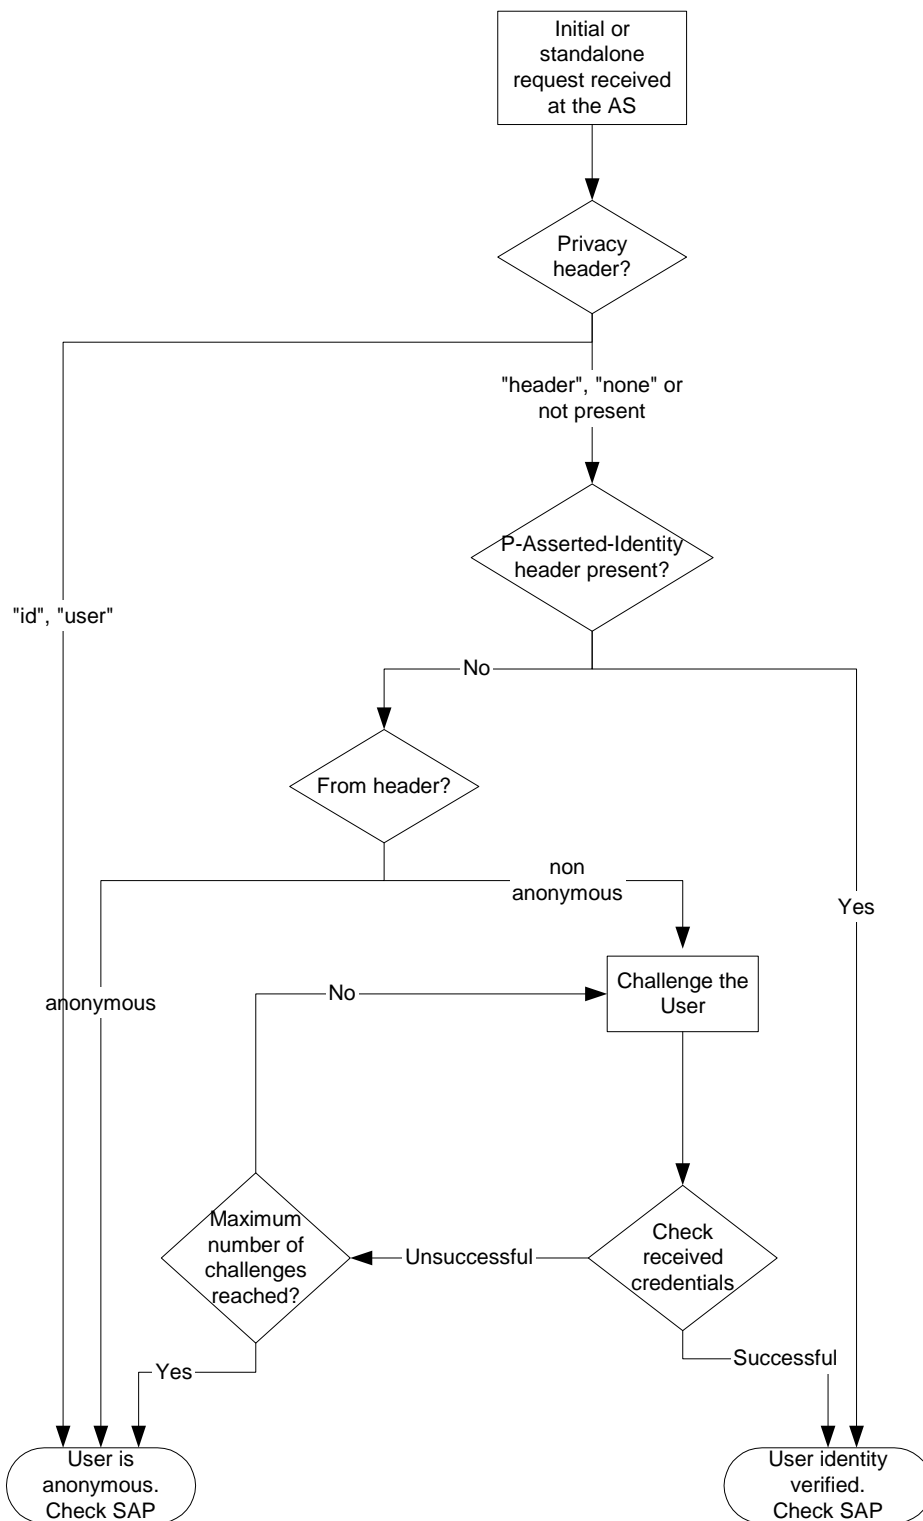 Initial or
standalone
request received
at the AS
Privacy
header?
"header", "none" or
not present
P-Asserted-Identity
header present?
"id", "user"
No
From header?
non
anonymous
Yes
anonymous
No
Challenge the
User
Maximum
number of
challenges
reached?
Unsuccessful
Check
received
credentials
Yes
Successful
User is
anonymous.
Check SAP
User identity
verified.
Check SAP